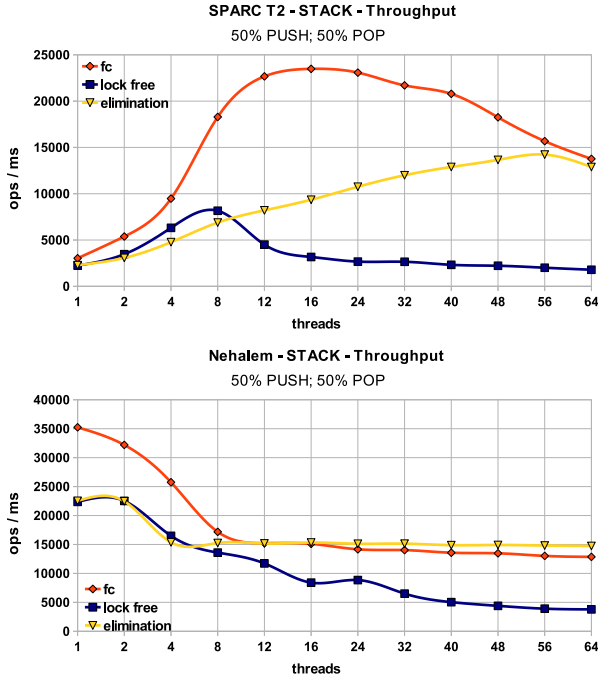 SPARC T2 - STACK - Throughput
50% PUSH; 50% POP
25000
20000
15000
10000
5000
0
ops / ms
fc
lock free
elimination
1 2 4 8 12 16 24 32 40 48 56 64
threads
Nehalem - STACK - Throughput
50% PUSH; 50% POP
40000
35000
30000
25000
20000
15000
10000
5000
0
ops / ms
fc
lock free
elimination
1 2 4 8 12 16 24 32 40 48 56 64
threads